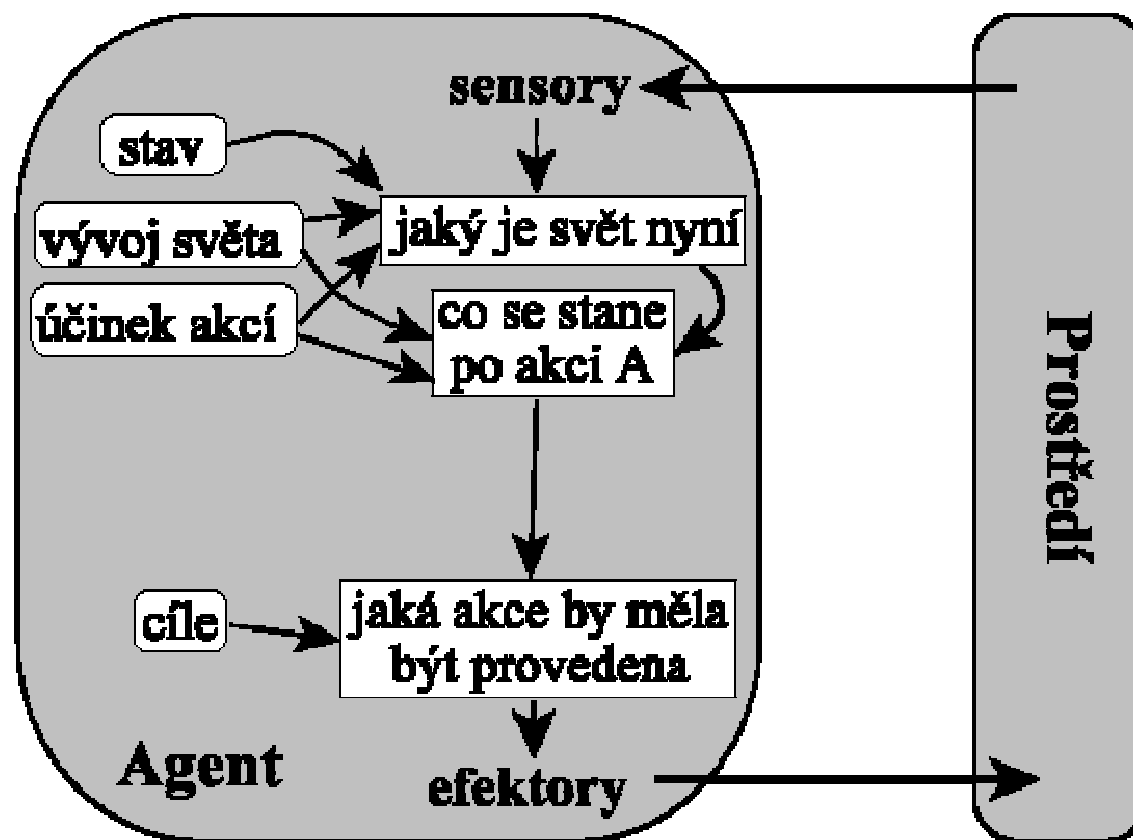 sensory
stav
jaký je svět nyní
vývoj světa
účinek akcí
co se stane
po akci A
Prostředí
cíle
jaká akce by měla
být provedena
Agent
efektory